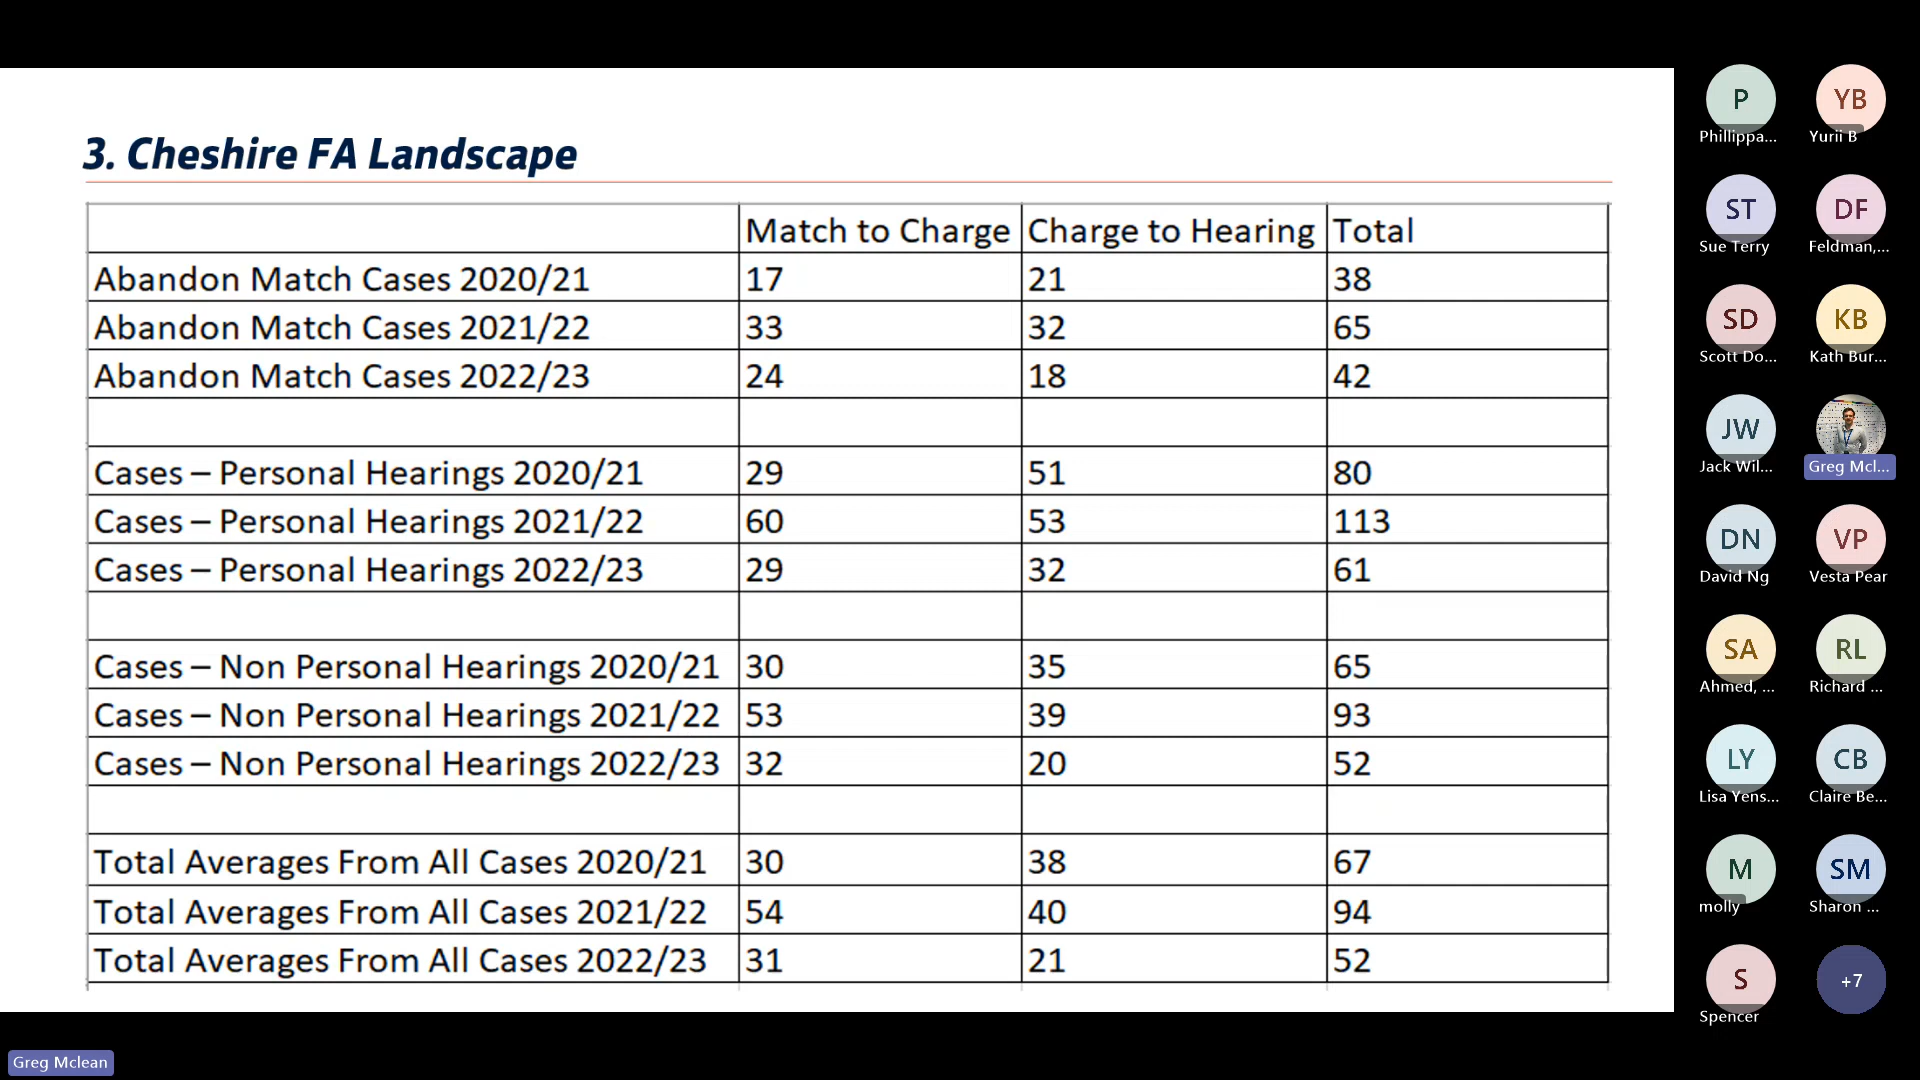 3. Cheshire FA Landscape
Match to Charge Charge to Hearing Total
Abandon Match Cases 2020/21 17 21 38
Abandon Match Cases 2021/22 33 32 65
Abandon Match Cases 2022/23 24 18 42
Cases – Personal Hearings 2020/21 29 51 80
Cases – Personal Hearings 2021/22 60 53 113
Cases – Personal Hearings 2022/23 29 32 61
Cases – Non Personal Hearings 2020/21 30 35 65
Cases – Non Personal Hearings 2021/22 53 39 93
Cases – Non Personal Hearings 2022/23 32 20 52
Total Averages From All Cases 2020/21 30 38 67
Total Averages From All Cases 2021/22 54 40 94
Total Averages From All Cases 2022/23 31 21 52
P YB
Phillippa... Yurii B
ST DF
Sue Terry Feldman,...
SD KB
Scott Do... Kath Bur...
JW
Jack Wil... Greg Mcl...
DN VP
David Ng Vesta Pear
SA RL
Ahmed, ... Richard ...
LY CB
Lisa Yens... Claire Be...
M SM
molly Sharon ...
S +7
Spencer
Greg Mclean